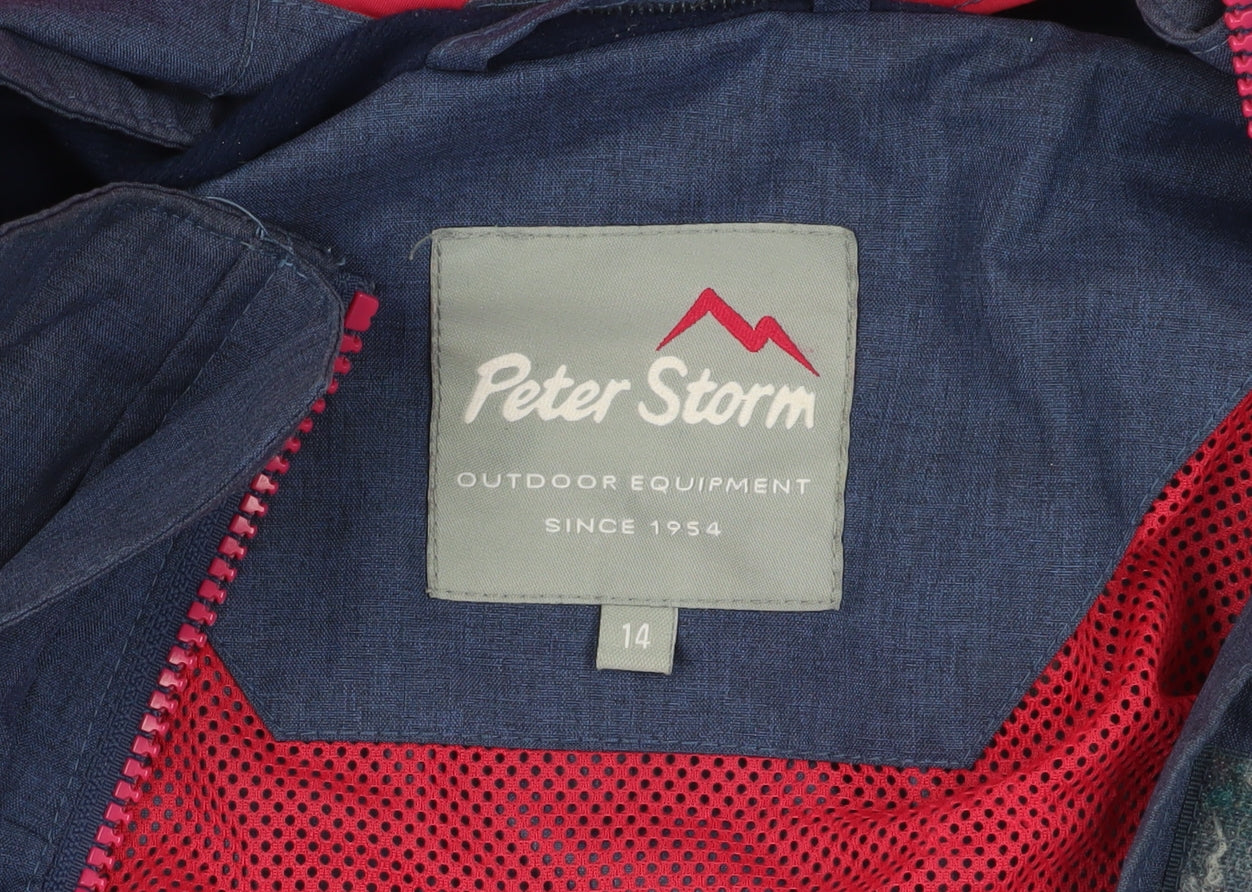 Peter Storm
OUTDOOR EQUIPMENT
SINCE 1954
14